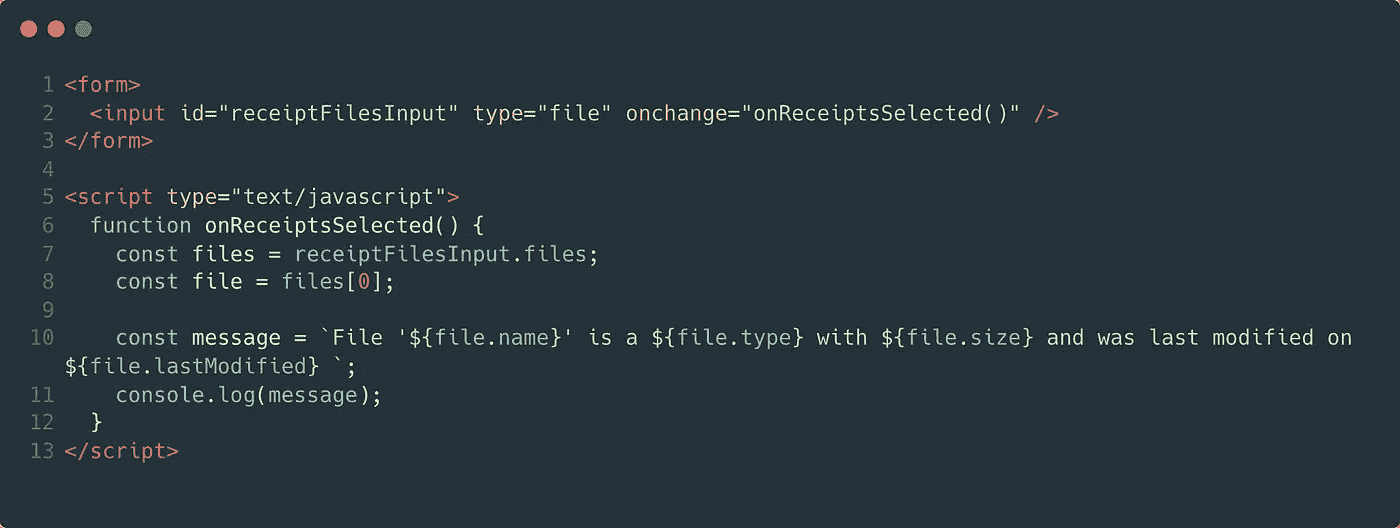 1 <form>
2   <input id="receiptFilesInput" type="file" onchange="onReceiptsSelected()" />
3 </form>
4
5 <script type="text/javascript">
6   function onReceiptsSelected() {
7     const files = receiptFilesInput.files;
8     const file = files[0];
9
10     const message = `File '${file.name}' is a ${file.type} with ${file.size} and was last modified on
${file.lastModified} `;
11     console.log(message);
12   }
13 </script>